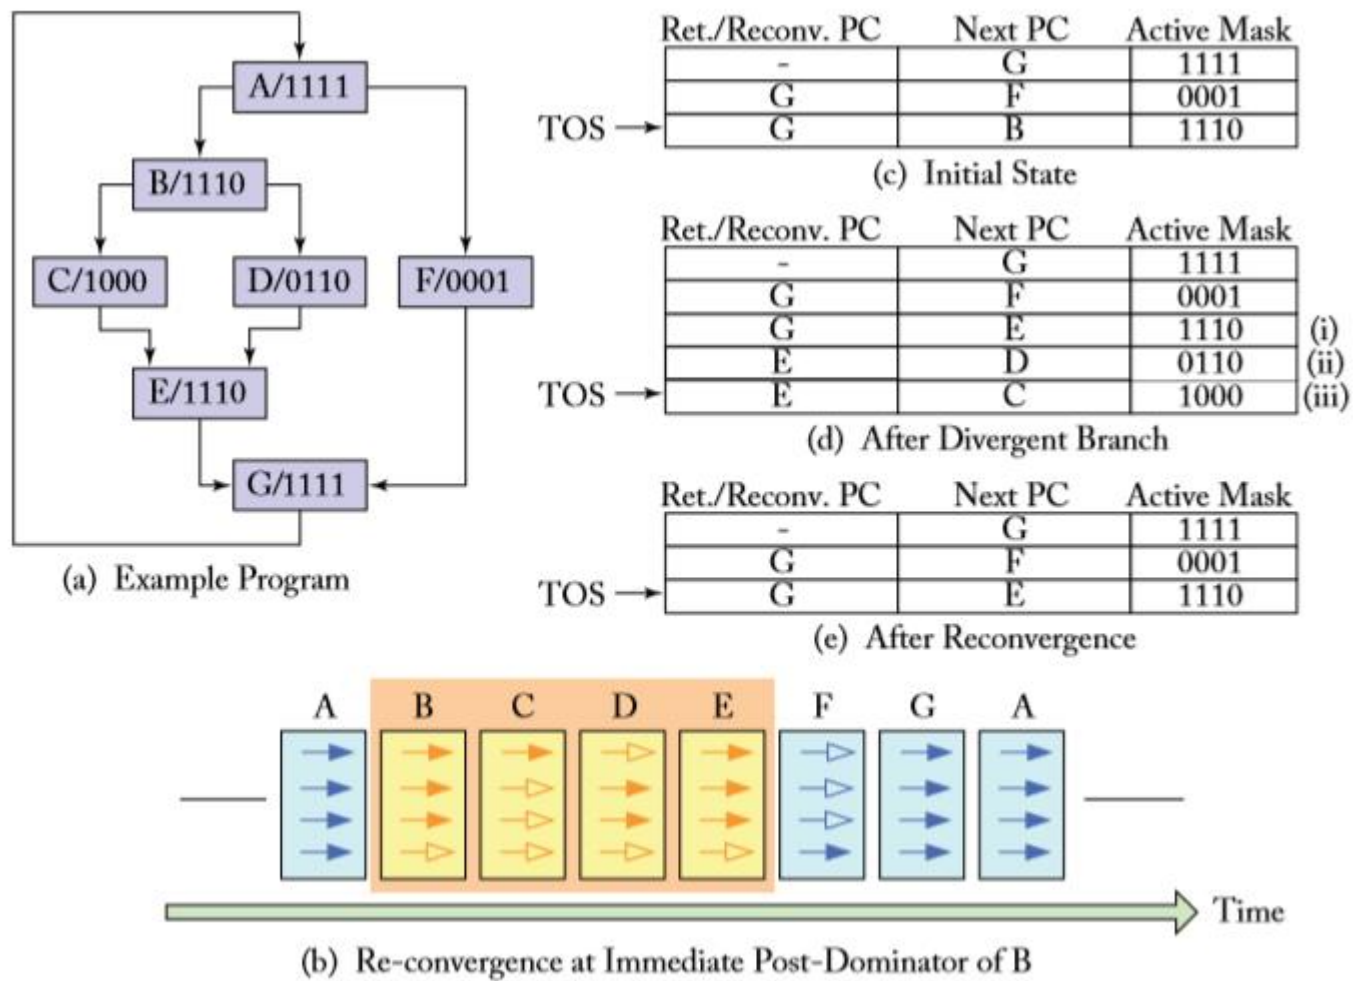 A/1111
B/1110
C/1000 D/0110 F/0001
E/1110
G/1111
(a) Example Program
Ret./Reconv. PC Next PC Active Mask
- G 1111
G F 0001
TOS G B 1110
(c) Initial State
Ret./Reconv. PC Next PC Active Mask
- G 1111
G F 0001
G E 1110 (i)
E D 0110 (ii)
TOS E C 1000 (iii)
(d) After Divergent Branch
Ret./Reconv. PC Next PC Active Mask
- G 1111
G F 0001
TOS G E 1110
(e) After Reconvergence
A B C D E F G A
Time
(b) Re-convergence at Immediate Post-Dominator of B